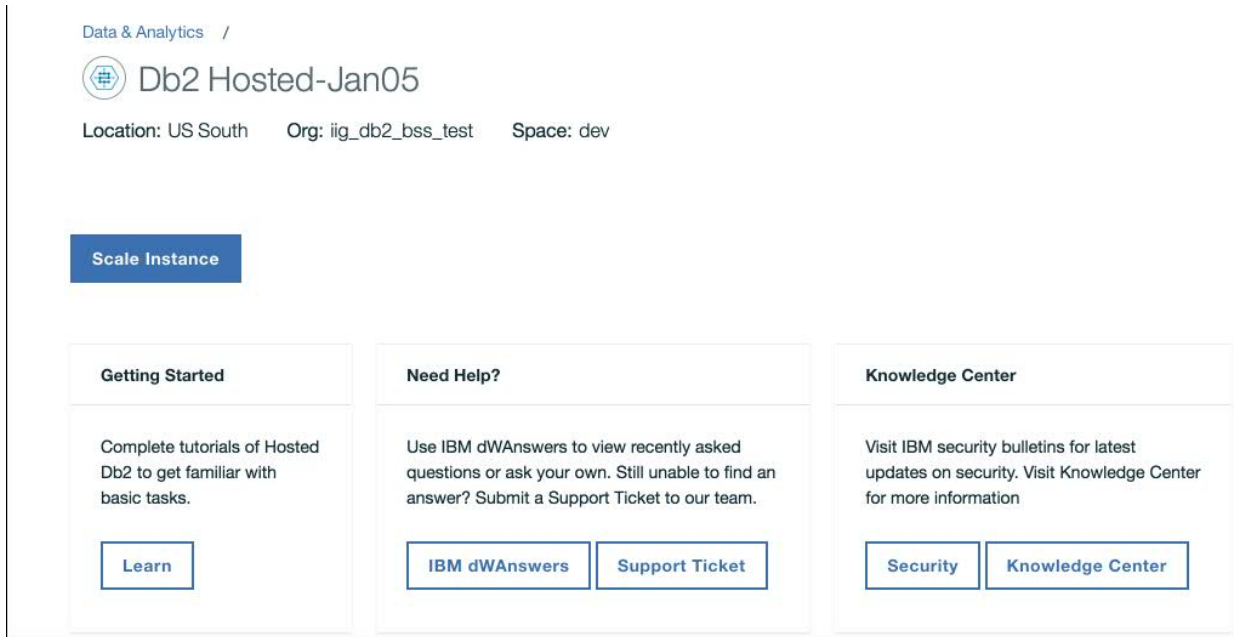 Data & Analytics /
Db2 Hosted-Jan05
Location: US South Org: iig_db2_bss_test Space: dev
Scale Instance
Getting Started
Complete tutorials of Hosted
Db2 to get familiar with
basic tasks.
Learn
Need Help?
Use IBM dWAnswers to view recently asked
questions or ask your own. Still unable to find an
answer? Submit a Support Ticket to our team.
IBM dWAnswers Support Ticket
Knowledge Center
Visit IBM security bulletins for latest
updates on security. Visit Knowledge Center
for more information
Security Knowledge Center